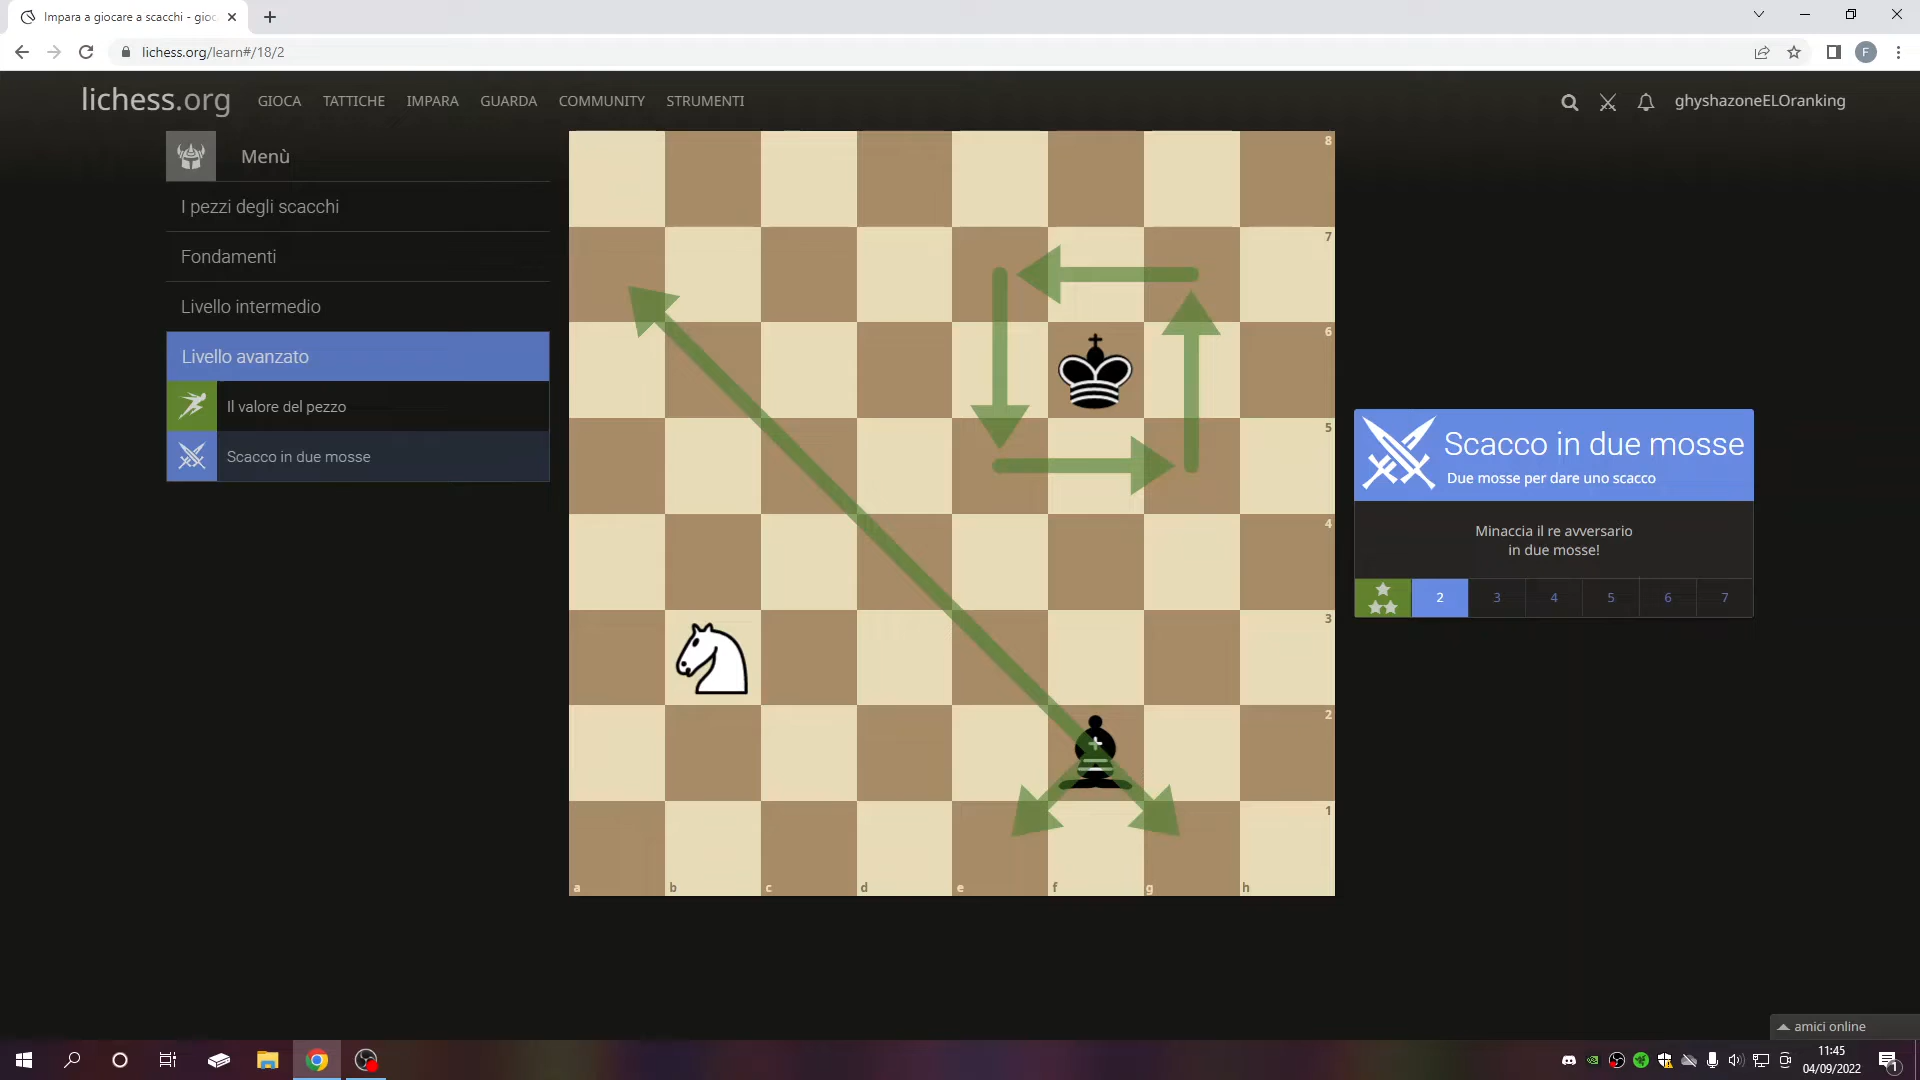 Impara a giocare a scacchi - gioc
lichess.org/learn#/18/2
F
lichess.org
GIOCA
TATTICHE
IMPARA
GUARDA
COMMUNITY
STRUMENTI
ghyshazoneELOranking
Menù
I pezzi degli scacchi
Fondamenti
Livello intermedio
Livello avanzato
Il valore del pezzo
Scacco in due mosse
8
7
6
5
4
3
2
1
a
b
c
d
e
f
g
h
Scacco in due mosse
Due mosse per dare uno scacco
Minaccia il re avversario
in due mosse!
2
3
4
5
6
7
amici online
11:45
04/09/2022
1